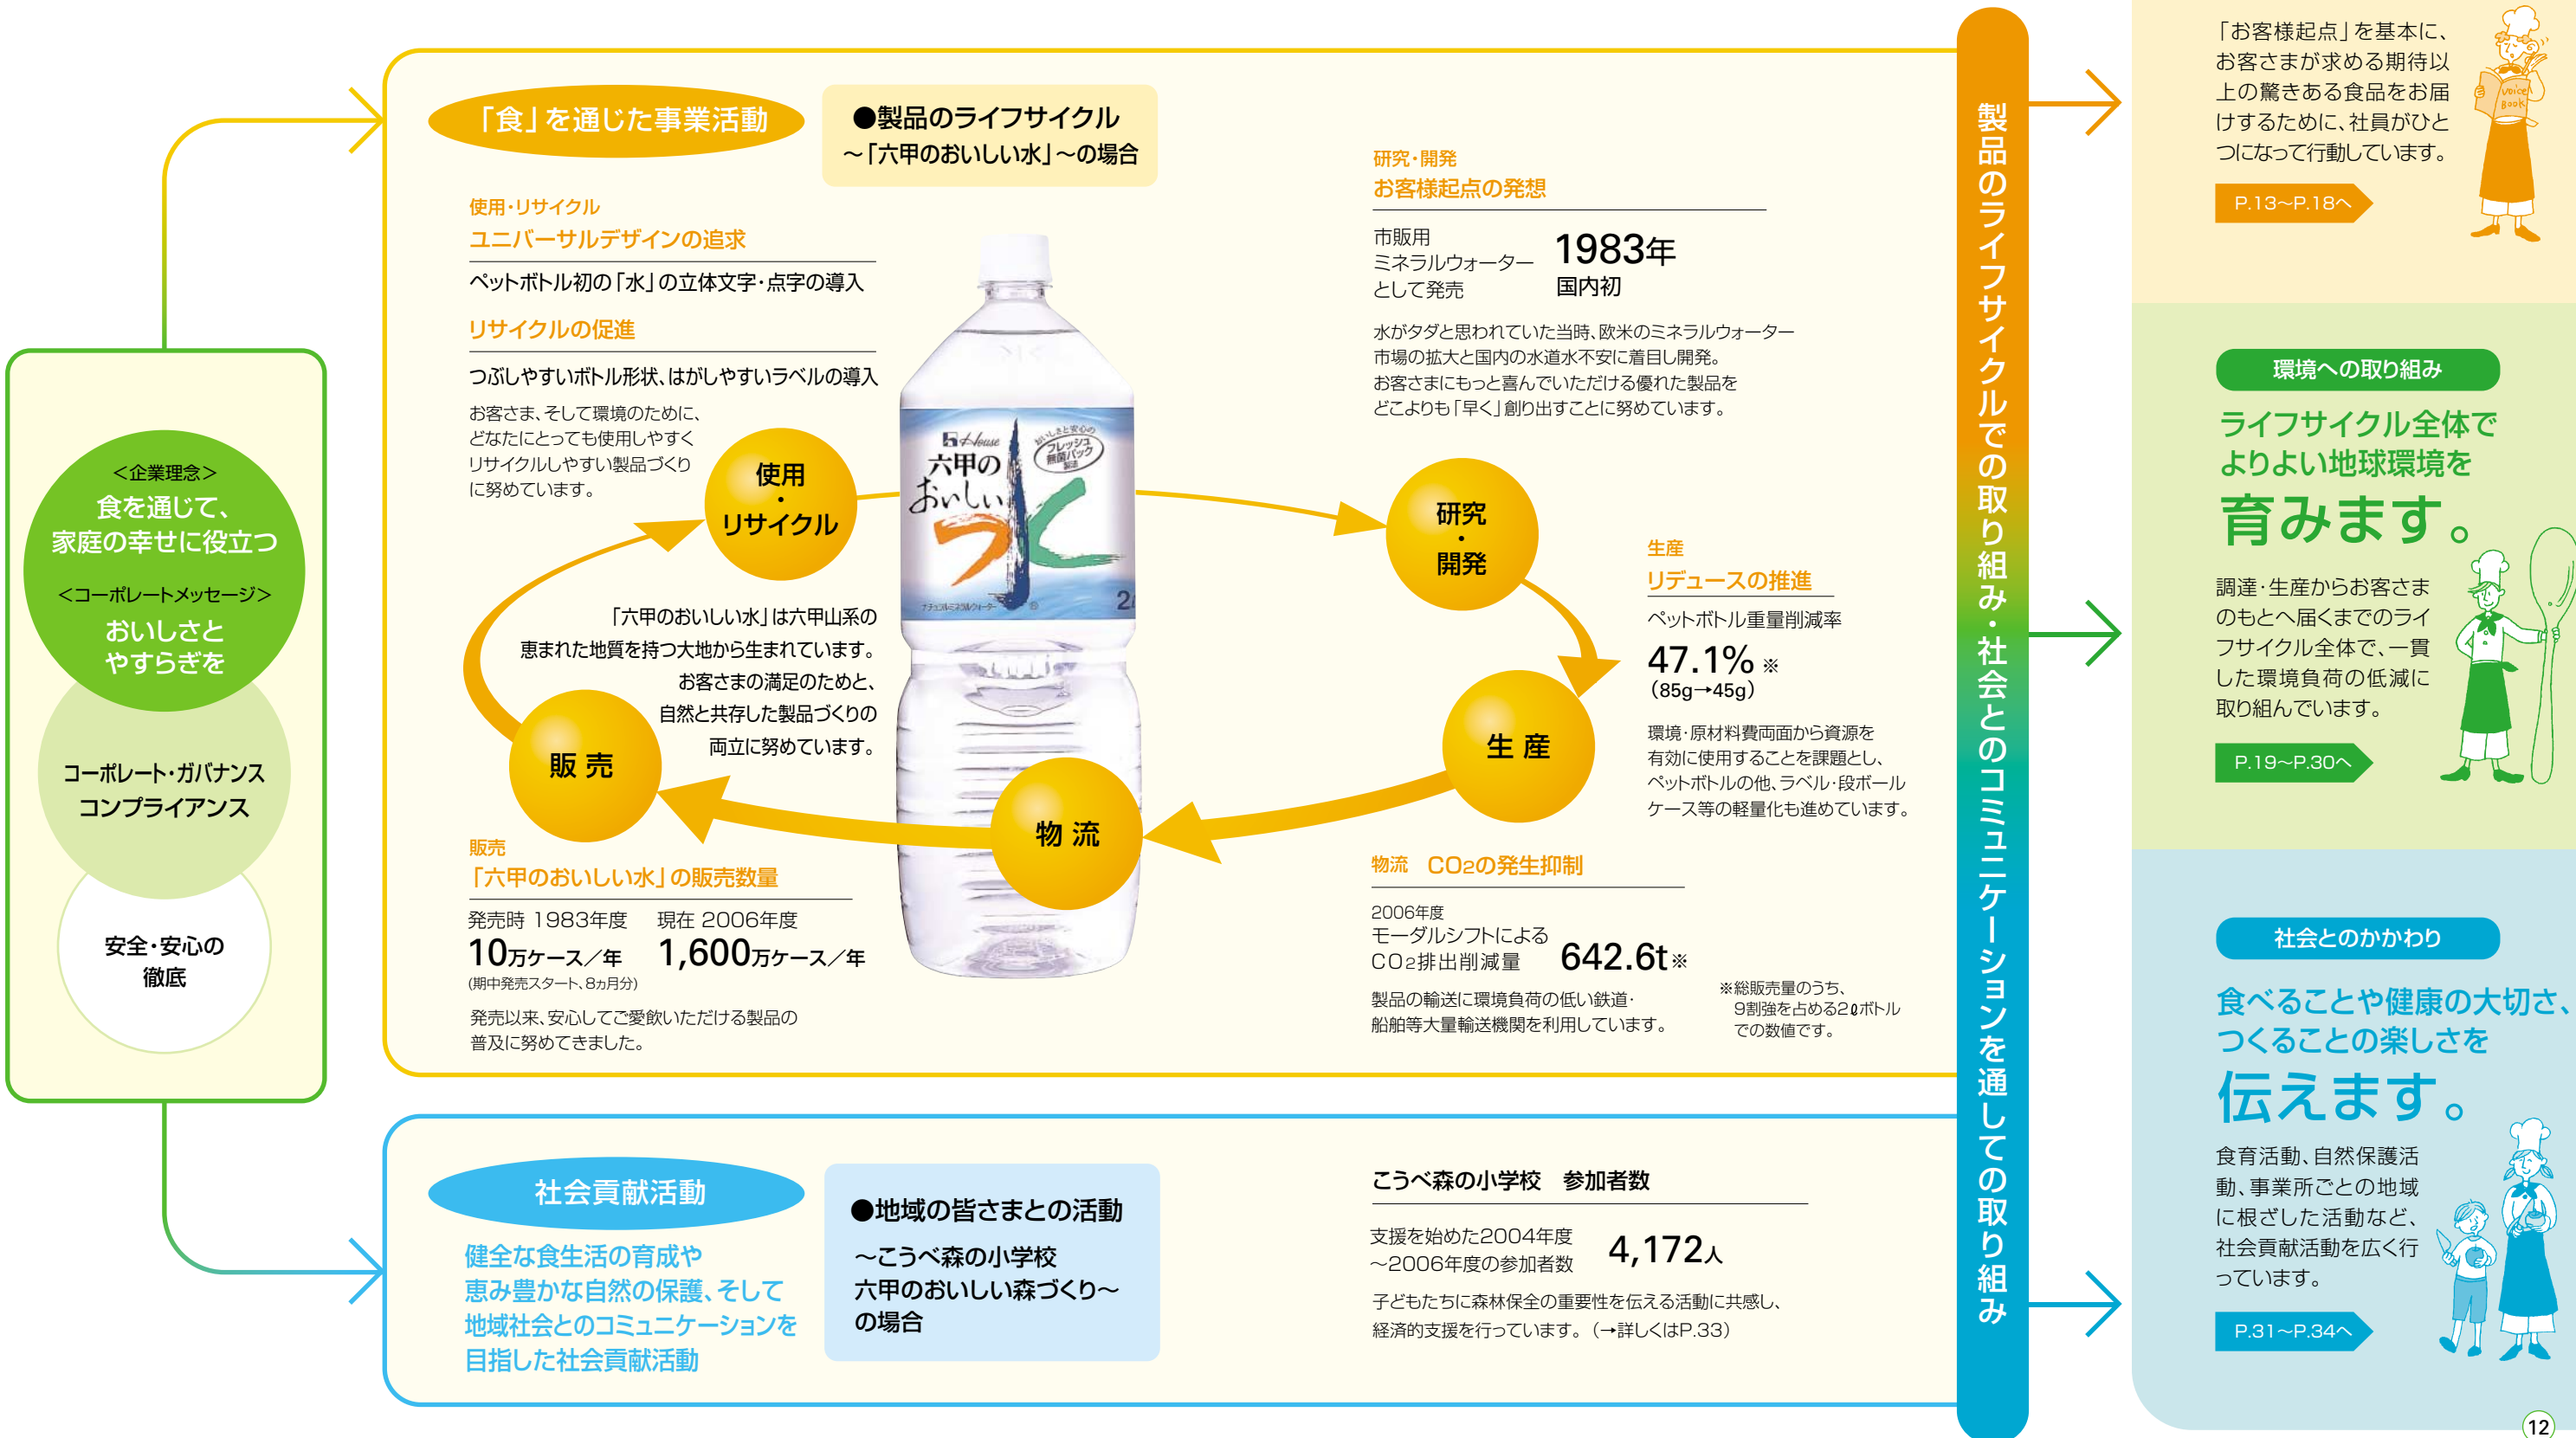 ＜企業理念＞
食を通じて、
家庭の幸せに役立つ
＜コーポレートメッセージ＞
おいしさと
やすらぎを
コーポレート・ガバナンス
コンプライアンス
安全・安心の
徹底
「食」を通じた事業活動
●製品のライフサイクル
～「六甲のおいしい水」～の場合
使用・リサイクル
ユニバーサルデザインの追求
ペットボトル初の「水」の立体文字・点字の導入
リサイクルの促進
つぶしやすいボトル形状、はがしやすいラベルの導入
お客さま、そして環境のために、
どなたにとっても使用しやすく
リサイクルしやすい製品づくり
に努めています。
使用
・
リサイクル
「六甲のおいしい水」は六甲山系の
恵まれた地質を持つ大地から生まれています。
お客さまの満足のためと、
自然と共存した製品づくりの
両立に努めています。
House
六甲の
おいしい
水
おいしさと安心の
フレッシュ
無菌パック
製法
ナチュラルミネラルウォーター
研究・開発
お客様起点の発想
市販用
ミネラルウォーター
として発売
1983年
国内初
水がタダと思われていた当時、欧米のミネラルウォーター
市場の拡大と国内の水道水不安に着目し開発。
お客さまにもっと喜んでいただける優れた製品を
どこよりも「早く」創り出すことに努めています。
研究
・
開発
生産
リデュースの推進
ペットボトル重量削減率
47.1% ※
（85g→45g）
環境・原材料費両面から資源を
有効に使用することを課題とし、
ペットボトルの他、ラベル・段ボール
ケース等の軽量化も進めています。
生産
物流
販売
販売
「六甲のおいしい水」の販売数量
発売時 1983年度 現在 2006年度
10万ケース／年 1,600万ケース／年
(期中発売スタート、8ヵ月分)
発売以来、安心してご愛飲いただける製品の
普及に努めてきました。
物流 CO2の発生抑制
2006年度
モーダルシフトによる
CO2排出削減量
642.6t※
製品の輸送に環境負荷の低い鉄道・
船舶等大量輸送機関を利用しています。
※総販売量のうち、
9割強を占める2ℓボトル
での数値です。
社会貢献活動
健全な食生活の育成や
恵み豊かな自然の保護、そして
地域社会とのコミュニケーションを
目指した社会貢献活動
●地域の皆さまとの活動
～こうべ森の小学校
六甲のおいしい森づくり～
の場合
こうべ森の小学校 参加者数
支援を始めた2004年度
～2006年度の参加者数
4,172人
子どもたちに森林保全の重要性を伝える活動に共感し、
経済的支援を行っています。（→詳しくはP.33）
製品のライフサイクルでの取り組み・社会とのコミュニケーションを通しての取り組み
「お客様起点」を基本に、
お客さまが求める期待以
上の驚きある食品をお届
けするために、社員がひと
つになって行動しています。
voice
Book
P.13～P.18へ
環境への取り組み
ライフサイクル全体で
よりよい地球環境を
育みます。
調達・生産からお客さま
のもとへ届くまでのライ
フサイクル全体で、一貫
した環境負荷の低減に
取り組んでいます。
P.19～P.30へ
社会とのかかわり
食べることや健康の大切さ、
つくることの楽しさを
伝えます。
食育活動、自然保護活
動、事業所ごとの地域
に根ざした活動など、
社会貢献活動を広く行
っています。
P.31～P.34へ
12